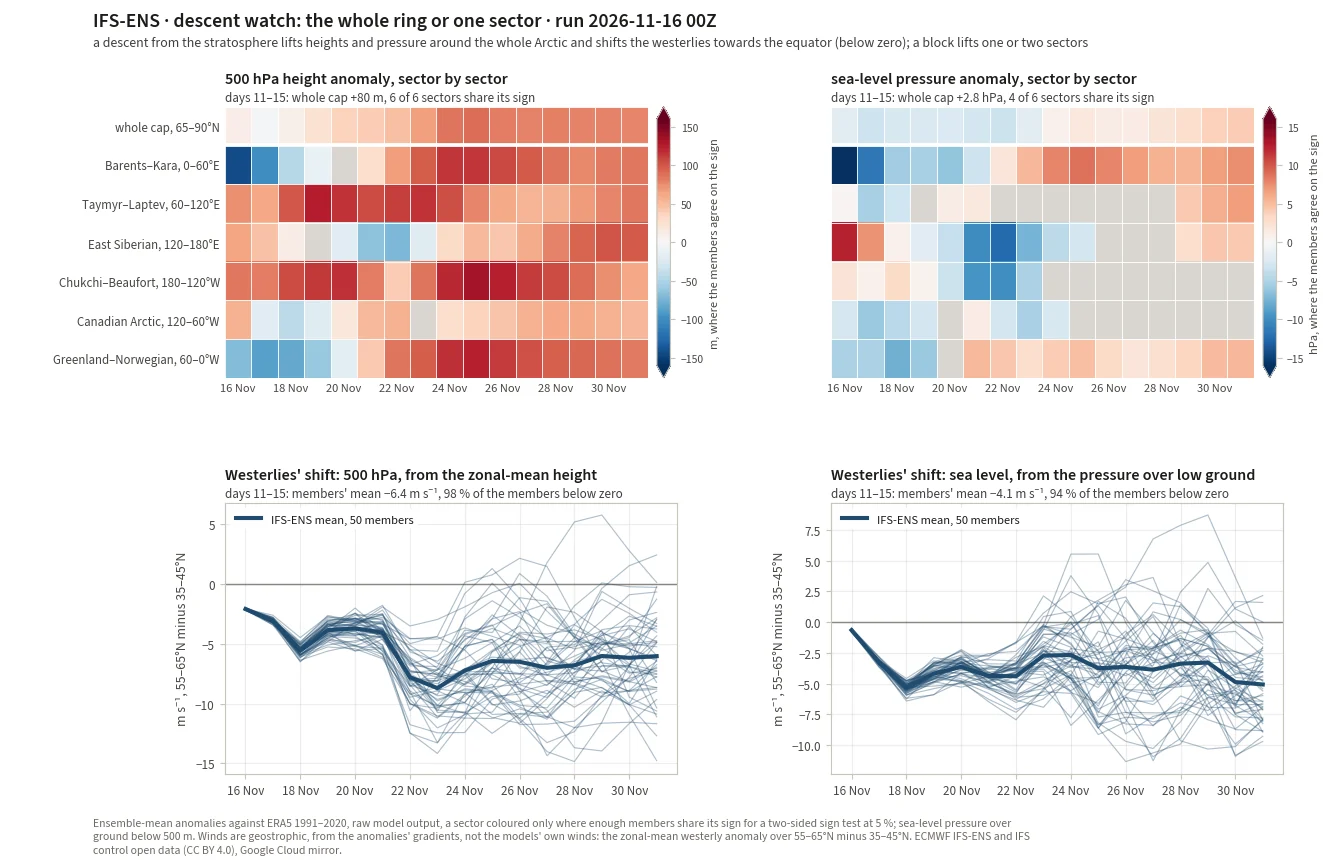 IFS-ENS · descent watch: the whole ring or one sector · run 2026-11-16 00Z
a descent from the stratosphere lifts heights and pressure around the whole Arctic and shifts the westerlies towards the equator (below zero); a block lifts one or two sectors
500 hPa height anomaly, sector by sector
days 11–15: whole cap +80 m, 6 of 6 sectors share its sign
whole cap, 65–90°N
Barents–Kara, 0–60°E
Taymyr–Laptev, 60–120°E
East Siberian, 120–180°E
Chukchi–Beaufort, 180–120°W
Canadian Arctic, 120–60°W
Greenland–Norwegian, 60–0°W
16 Nov 18 Nov 20 Nov 22 Nov 24 Nov 26 Nov 28 Nov 30 Nov
150
100
50
0
−50
−100
−150
m, where the members agree on the sign
sea-level pressure anomaly, sector by sector
days 11–15: whole cap +2.8 hPa, 4 of 6 sectors share its sign
16 Nov 18 Nov 20 Nov 22 Nov 24 Nov 26 Nov 28 Nov 30 Nov
15
10
5
0
−5
−10
−15
hPa, where the members agree on the sign
Westerlies' shift: 500 hPa, from the zonal-mean height
days 11–15: members' mean −6.4 m s⁻¹, 98 % of the members below zero
IFS-ENS mean, 50 members
5
0
−5
−10
−15
m s⁻¹, 55–65°N minus 35–45°N
16 Nov 18 Nov 20 Nov 22 Nov 24 Nov 26 Nov 28 Nov 30 Nov
Westerlies' shift: sea level, from the pressure over low ground
days 11–15: members' mean −4.1 m s⁻¹, 94 % of the members below zero
IFS-ENS mean, 50 members
7.5
5.0
2.5
0.0
−2.5
−5.0
−7.5
−10.0
m s⁻¹, 55–65°N minus 35–45°N
16 Nov 18 Nov 20 Nov 22 Nov 24 Nov 26 Nov 28 Nov 30 Nov
Ensemble-mean anomalies against ERA5 1991–2020, raw model output, a sector coloured only where enough members share its sign for a two-sided sign test at 5 %; sea-level pressure over
ground below 500 m. Winds are geostrophic, from the anomalies' gradients, not the models' own winds: the zonal-mean westerly anomaly over 55–65°N minus 35–45°N. ECMWF IFS-ENS and IFS
control open data (CC BY 4.0), Google Cloud mirror.